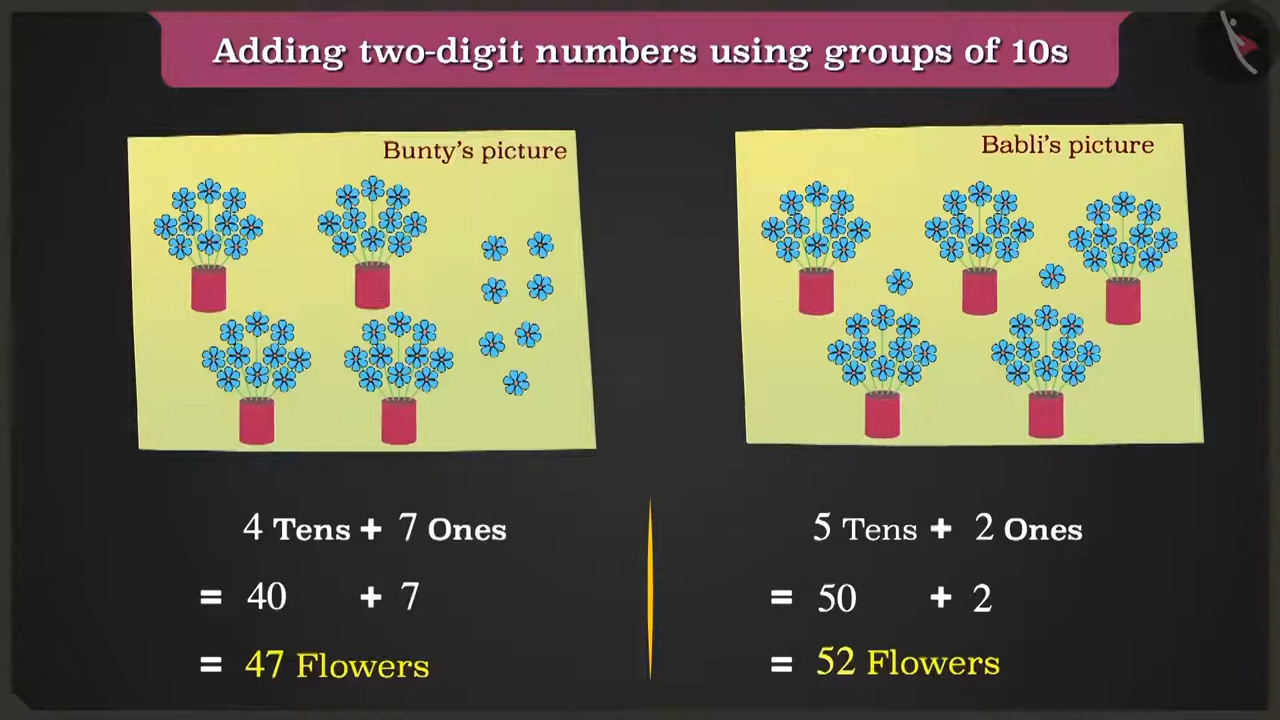 Adding two-digit numbers using groups of 10s
Bunty's picture
Babli's picture
4 Tens + 7 Ones
= 40 + 7
= 47 Flowers
5 Tens + 2 Ones
= 50 + 2
= 52 Flowers